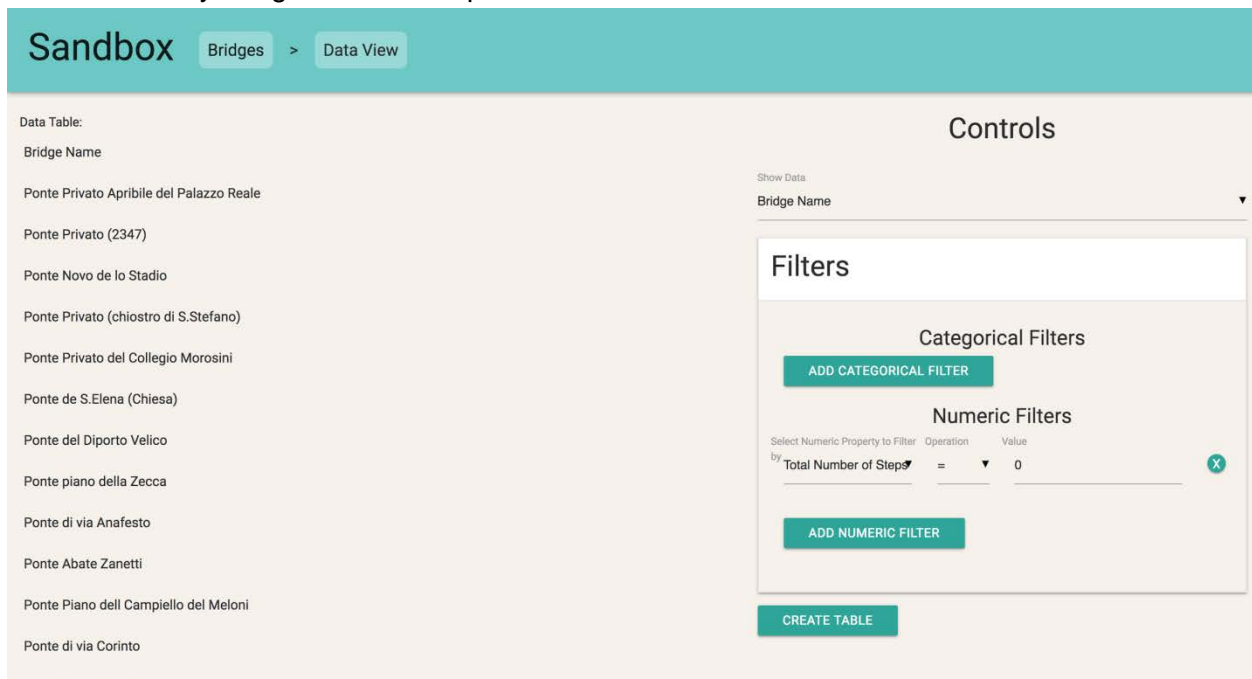 Sandbox Bridges > Data View
Data Table:
Bridge Name
Ponte Privato Apribile del Palazzo Reale
Ponte Privato (2347)
Ponte Novo de lo Stadio
Ponte Privato (chiostro di S.Stefano)
Ponte Privato del Collegio Morosini
Ponte de S.Elena (Chiesa)
Ponte del Diporto Velico
Ponte piano della Zecca
Ponte di via Anafesto
Ponte Abate Zanetti
Ponte Piano dell Campiello del Meloni
Ponte di via Corinto
Controls
Show Data
Bridge Name
Filters
Categorical Filters
ADD CATEGORICAL FILTER
Numeric Filters
Select Numeric Property to Filter Operation Value
by Total Number of Steps = 0 X
ADD NUMERIC FILTER
CREATE TABLE